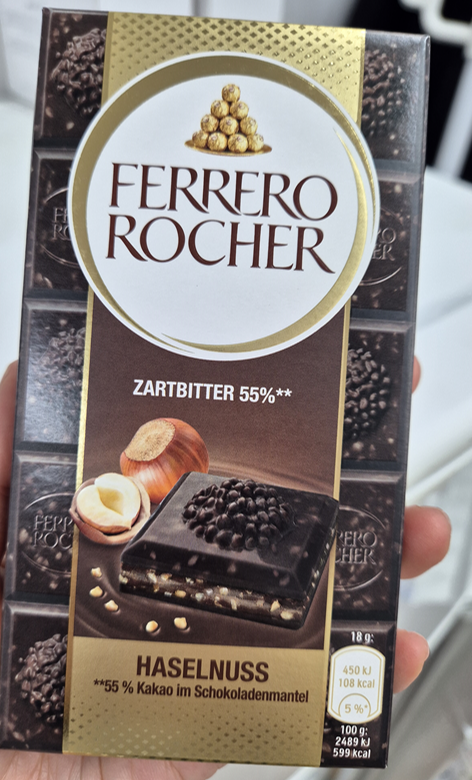 FERRERO
ROCHER
ZARTBITTER 55%**
HASELNUSS
**55 % Kakao im Schokoladenmantel
18 g:
450 kJ
108 kcal
5 %*
100 g:
2489 kJ
599 kcal